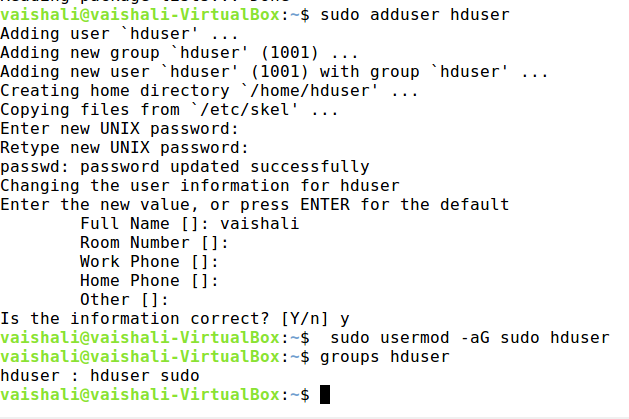 vaishali@vaishali-VirtualBox:~$ sudo adduser hduser
Adding user `hduser' ...
Adding new group `hduser' (1001) ...
Adding new user `hduser' (1001) with group `hduser' ...
Creating home directory `/home/hduser' ...
Copying files from `/etc/skel' ...
Enter new UNIX password:
Retype new UNIX password:
passwd: password updated successfully
Changing the user information for hduser
Enter the new value, or press ENTER for the default
        Full Name []: vaishali
        Room Number []:
        Work Phone []:
        Home Phone []:
        Other []:
Is the information correct? [Y/n] y
vaishali@vaishali-VirtualBox:~$  sudo usermod -aG sudo hduser
vaishali@vaishali-VirtualBox:~$ groups hduser
hduser : hduser sudo
vaishali@vaishali-VirtualBox:~$